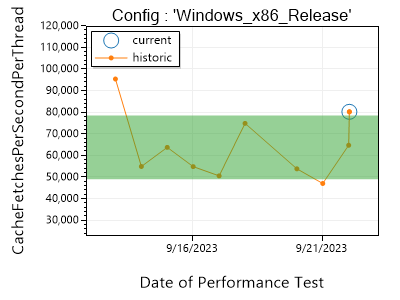 Config : 'Windows_x86_Release'
CacheFetchesPerSecondPerThread
120,000
110,000
100,000
90,000
80,000
70,000
60,000
50,000
40,000
30,000
current
historic
9/16/2023
9/21/2023
Date of Performance Test